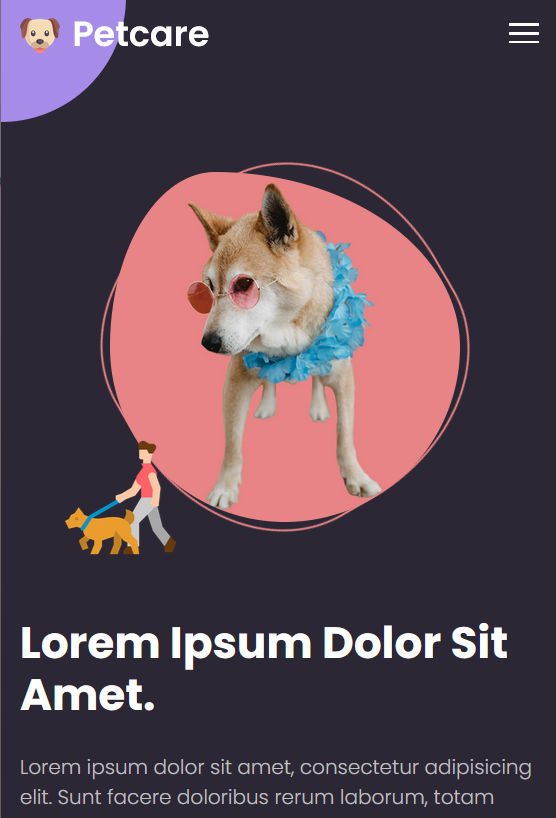 Petcare
Lorem Ipsum Dolor Sit
Amet.
Lorem ipsum dolor sit amet, consectetur adipisicing
elit. Sunt facere doloribus rerum laborum, totam